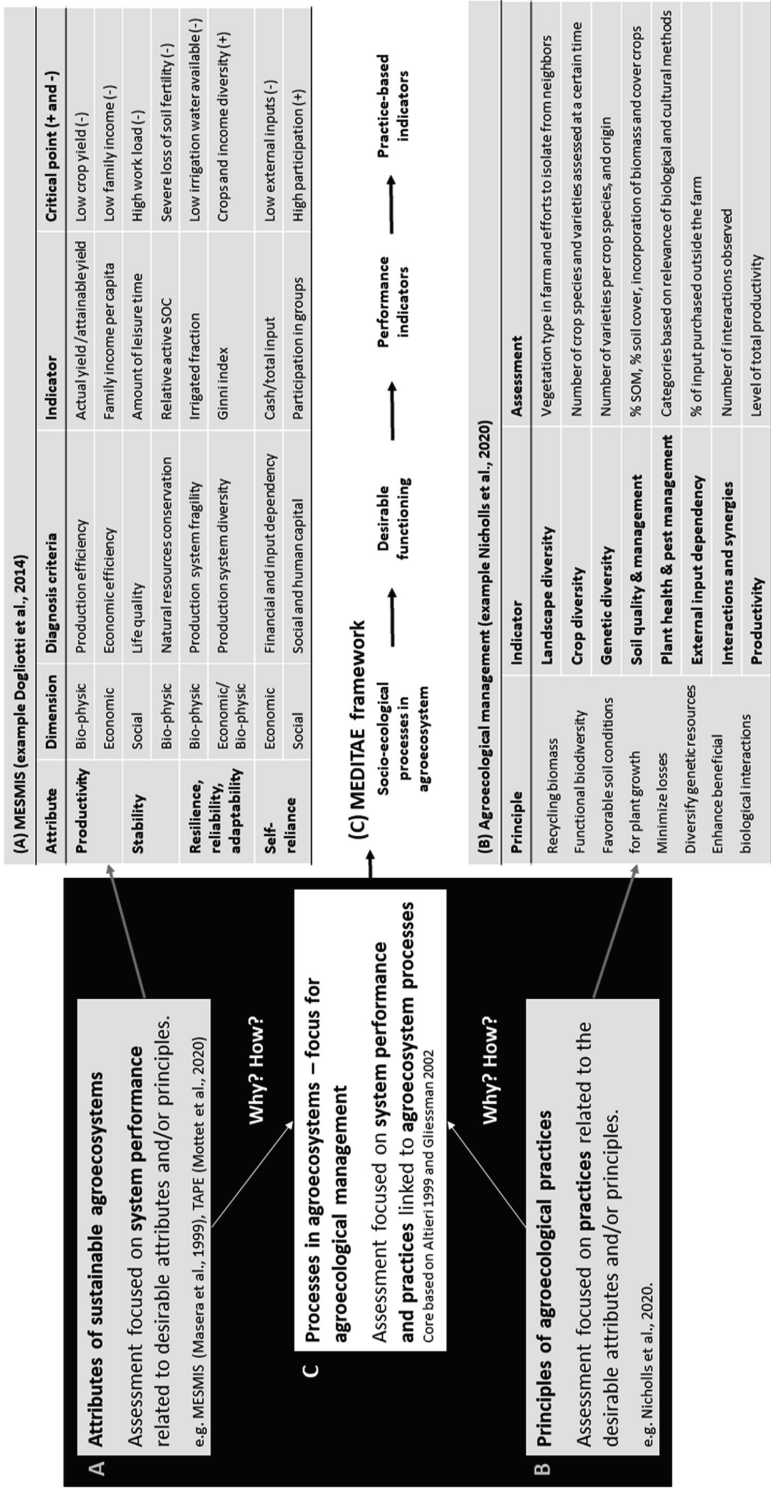 A
Attributes of sustainable agroecosystems
Assessment focused on system performance
related to desirable attributes and/or principles.
e.g. MESMIS (Masera et al., 1999), TAPE (Mottet et al., 2020)
Why? How?
C
Processes in agroecosystems – focus for
agroecological management
Assessment focused on system performance
and practices linked to agroecosystem processes
Core based on Altieri 1999 and Gliessman 2002
Why? How?
B
Principles of agroecological practices
Assessment focused on practices related to the
desirable attributes and/or principles.
e.g. Nicholls et al., 2020.
(A) MESMIS (example Dogliotti et al., 2014)
Attribute Dimension Diagnosis criteria Indicator Critical point (+ and -)
Productivity Bio-physic Production efficiency Actual yield /attainable yield Low crop yield (-)
Economic Economic efficiency Family income per capita Low family income (-)
Stability Social Life quality Amount of leisure time High work load (-)
Bio-physic Natural resources conservation Relative active SOC Severe loss of soil fertility (-)
Resilience, Bio-physic Production system fragility Irrigated fraction Low irrigation water available (-)
reliability, Economic/ Production system diversity Ginni index Crops and income diversity (+)
adaptability Bio-physic
Self- Economic Financial and input dependency Cash/total input Low external inputs (-)
reliance Social Social and human capital Participation in groups High participation (+)
(C) MEDITAE framework
Socio-ecological
processes in
agroecosystem
Desirable
functioning
Performance
indicators
Practice-based
indicators
(B) Agroecological management (example Nicholls et al., 2020)
Principle Indicator Assessment
Recycling biomass Landscape diversity Vegetation type in farm and efforts to isolate from neighbors
Functional biodiversity Crop diversity Number of crop species and varieties assessed at a certain time
Favorable soil conditions Genetic diversity Number of varieties per crop species, and origin
for plant growth Soil quality & management % SOM, % soil cover, incorporation of biomass and cover crops
Minimize losses Plant health & pest management Categories based on relevance of biological and cultural methods
Diversify genetic resources External input dependency % of input purchased outside the farm
Enhance beneficial Interactions and synergies Number of interactions observed
biological interactions Productivity Level of total productivity